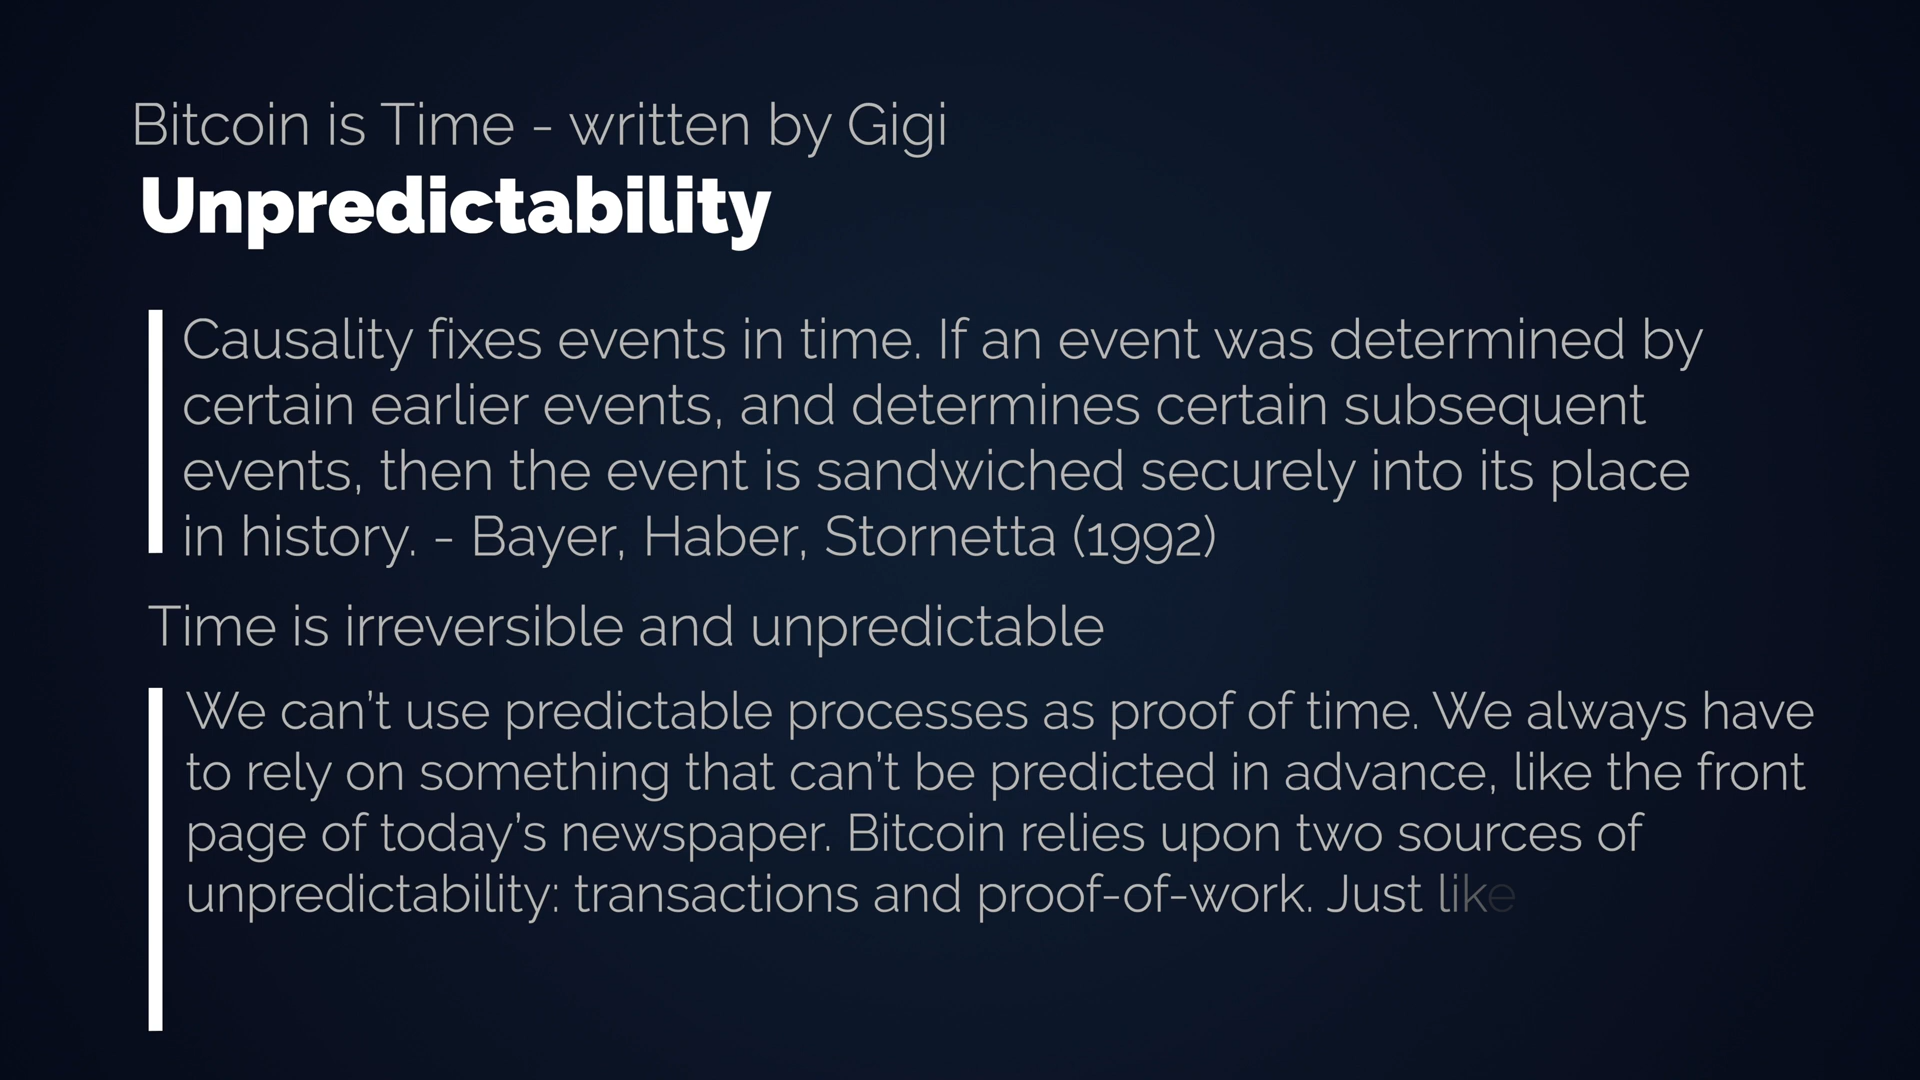 Bitcoin is Time - written by Gigi
Unpredictability
Causality fixes events in time. If an event was determined by
certain earlier events, and determines certain subsequent
events, then the event is sandwiched securely into its place
in history. - Bayer, Haber, Stornetta (1992)
Time is irreversible and unpredictable
We can’t use predictable processes as proof of time. We always have
to rely on something that can’t be predicted in advance, like the front
page of today’s newspaper. Bitcoin relies upon two sources of
unpredictability: transactions and proof-of-work. Just like